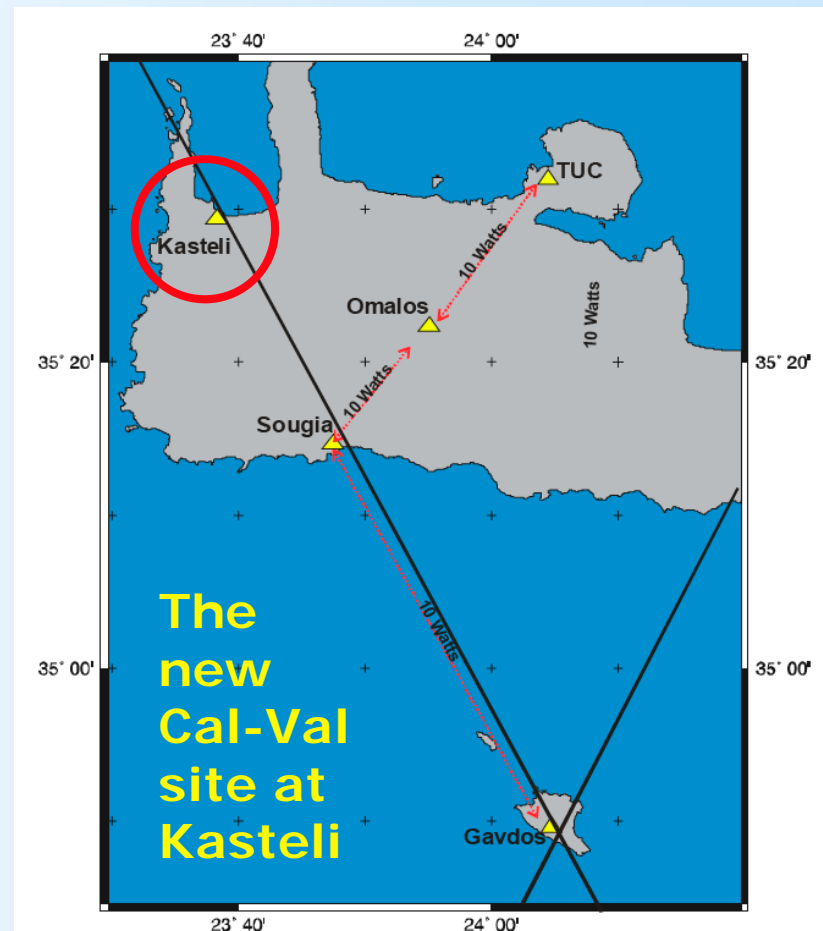 23° 40'
24° 00'
TUC
Kasteli
10 Watts
Omalos
10 Watts
35° 20'
35° 20'
10 Watts
Sougia
10 Watts
The
new
Cal-Val
site at
Kasteli
35° 00'
35° 00'
Gavdos
23° 40'
24° 00'